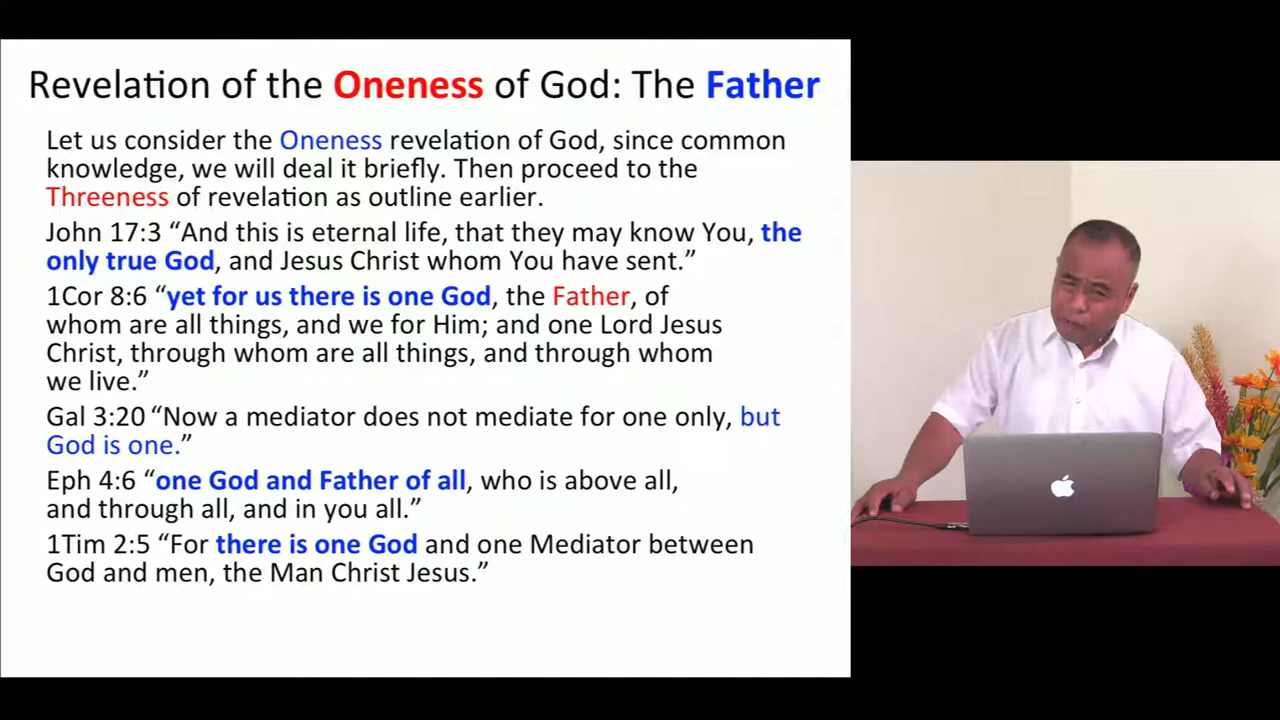 Revelation of the Oneness of God: The Father
Let us consider the Oneness revelation of God, since common
knowledge, we will deal it briefly. Then proceed to the
Threeness of revelation as outline earlier.
John 17:3 “And this is eternal life, that they may know You, the
only true God, and Jesus Christ whom You have sent.”
1Cor 8:6 “yet for us there is one God, the Father, of
whom are all things, and we for Him; and one Lord Jesus
Christ, through whom are all things, and through whom
we live.”
Gal 3:20 “Now a mediator does not mediate for one only, but
God is one.”
Eph 4:6 “one God and Father of all, who is above all,
and through all, and in you all.”
1Tim 2:5 “For there is one God and one Mediator between
God and men, the Man Christ Jesus.”